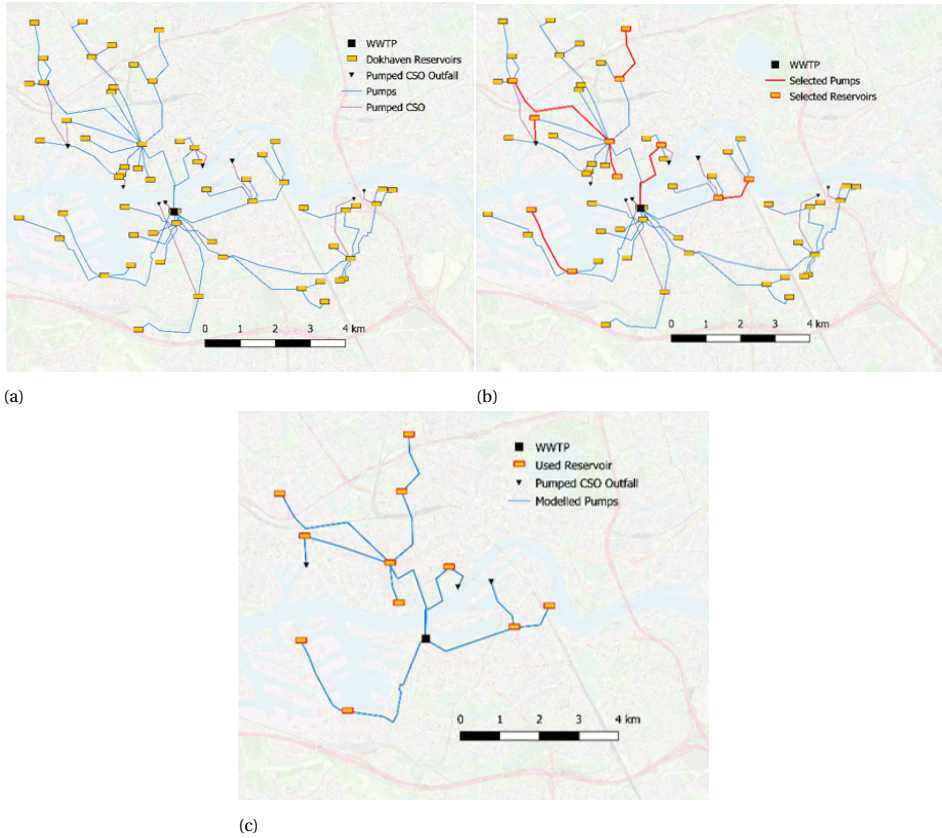 WWTP
Dokhaven Reservoirs
Pumped CSO Outfall
Pumps
Pumped CSO
0 1 2 3 4 km
(a)
WWTP
Selected Pumps
Selected Reservoirs
0 1 2 3 4 km
(b)
WWTP
Used Reservoir
Pumped CSO Outfall
Modelled Pumps
0 1 2 3 4 km
(c)